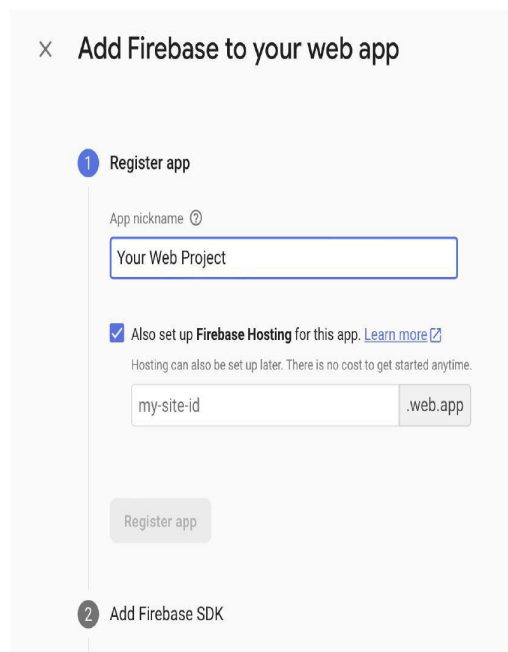 Add Firebase to your web app
1 Register app
App nickname
Your Web Project
Also set up Firebase Hosting for this app. Learn more
Hosting can also be set up later. There is no cost to get started anytime.
my-site-id .web.app
Register app
2 Add Firebase SDK